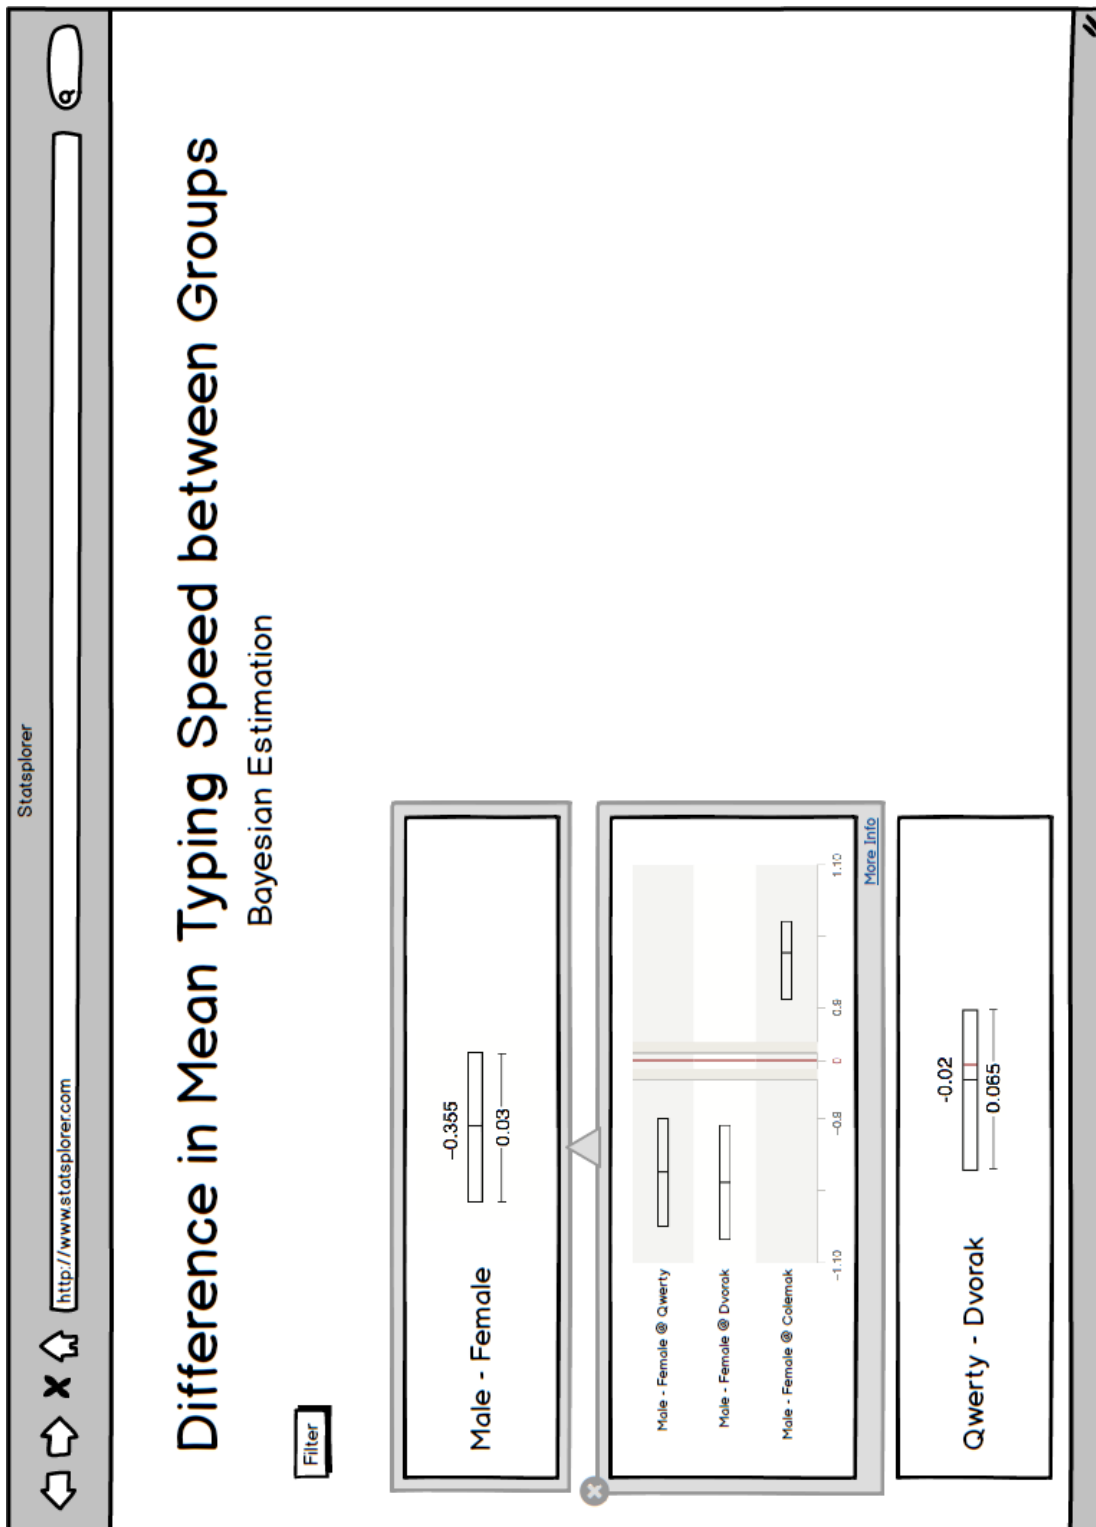 Statsplorer
http://www.statsplorer.com
Difference in Mean Typing Speed between Groups
Bayesian Estimation
Filter
Male - Female
−0.355
0.03
Male - Female @ Qwerty
Male - Female @ Dvorak
Male - Female @ Colemak
−1.10
−0.8
0
0.8
1.10
More Info
Qwerty - Dvorak
-0.02
0.065